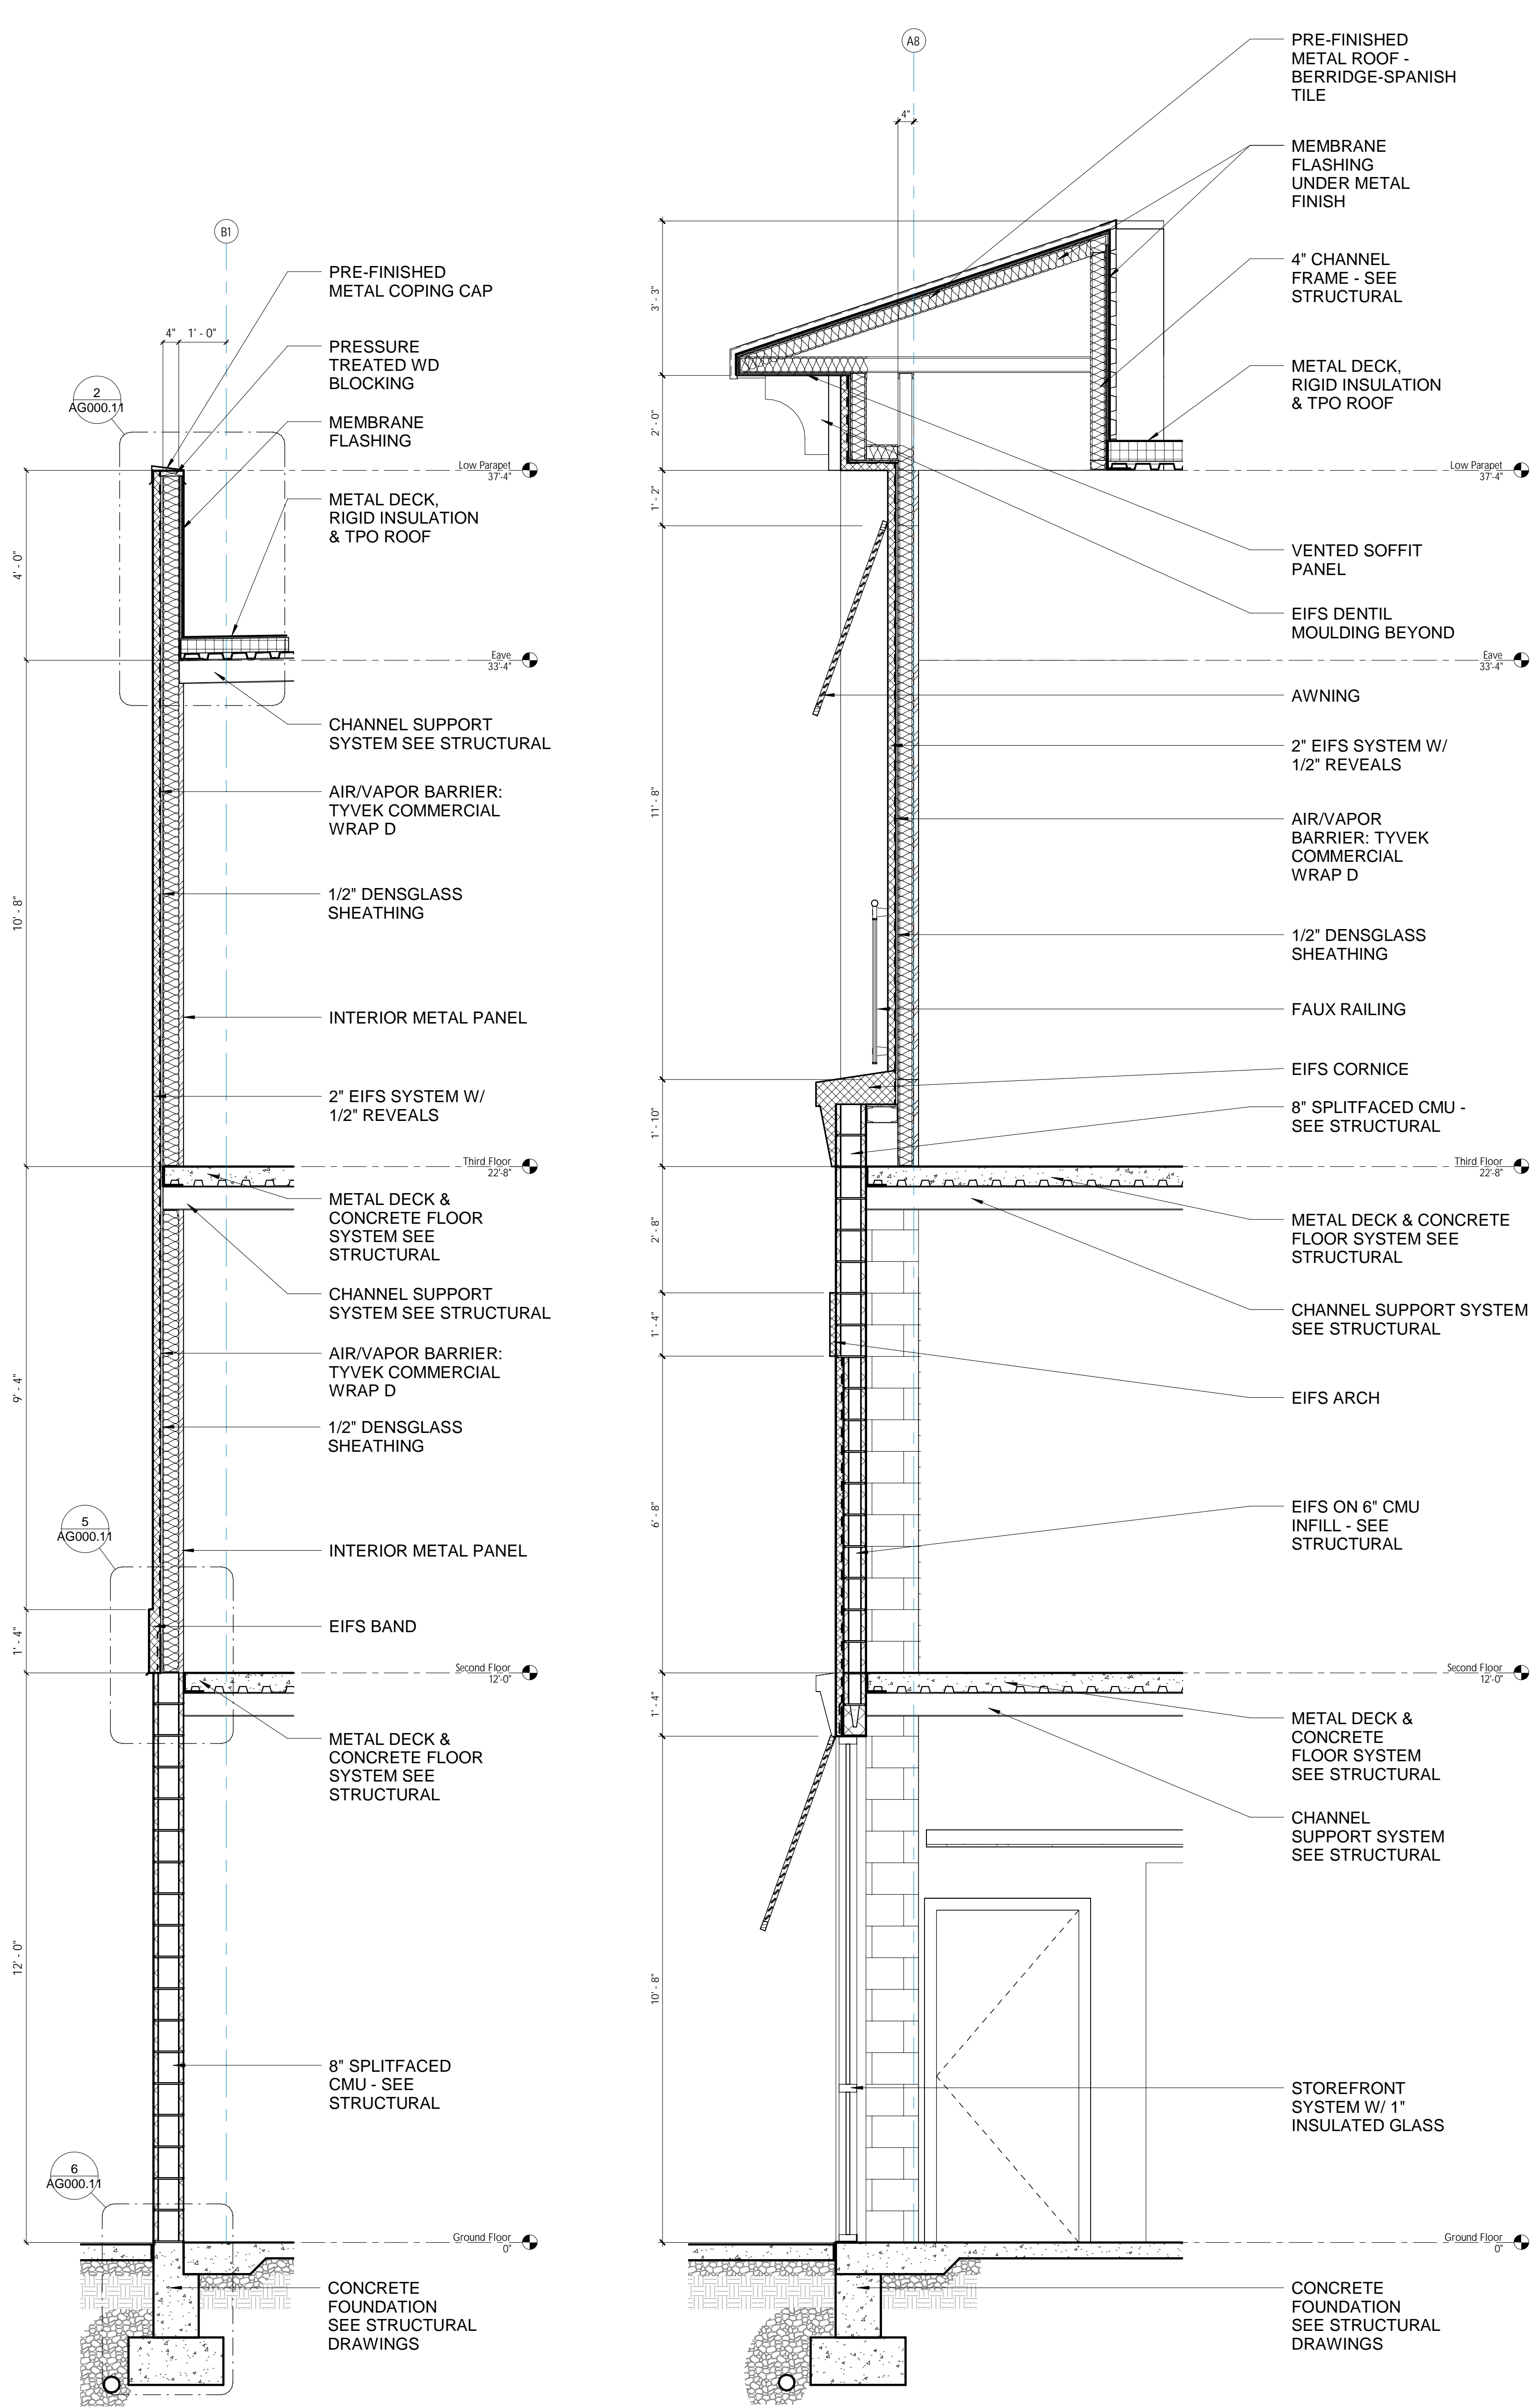 B1
PRE-FINISHED
METAL COPING CAP
4"
1' - 0"
PRESSURE
TREATED WD
BLOCKING
2
AG000.11
MEMBRANE
FLASHING
Low Parapet
37'-4"
METAL DECK,
RIGID INSULATION
& TPO ROOF
4' - 0"
Eave
33'-4"
CHANNEL SUPPORT
SYSTEM SEE STRUCTURAL
AIR/VAPOR BARRIER:
TYVEK COMMERCIAL
WRAP D
1/2" DENSGLASS
SHEATHING
10' - 8"
INTERIOR METAL PANEL
2" EIFS SYSTEM W/
1/2" REVEALS
Third Floor
22'-8"
METAL DECK &
CONCRETE FLOOR
SYSTEM SEE
STRUCTURAL
CHANNEL SUPPORT
SYSTEM SEE STRUCTURAL
AIR/VAPOR BARRIER:
TYVEK COMMERCIAL
WRAP D
9' - 4"
1/2" DENSGLASS
SHEATHING
5
AG000.11
INTERIOR METAL PANEL
EIFS BAND
1' - 4"
Second Floor
12'-0"
METAL DECK &
CONCRETE FLOOR
SYSTEM SEE
STRUCTURAL
12' - 0"
8" SPLITFACED
CMU - SEE
STRUCTURAL
6
AG000.11
Ground Floor
0"
CONCRETE
FOUNDATION
SEE STRUCTURAL
DRAWINGS
A8
PRE-FINISHED
METAL ROOF -
BERRIDGE-SPANISH
TILE
4"
MEMBRANE
FLASHING
UNDER METAL
FINISH
4" CHANNEL
FRAME - SEE
STRUCTURAL
3' - 3"
METAL DECK,
RIGID INSULATION
& TPO ROOF
2' - 0"
Low Parapet
37'-4"
1' - 2"
VENTED SOFFIT
PANEL
EIFS DENTIL
MOULDING BEYOND
Eave
33'-4"
AWNING
2" EIFS SYSTEM W/
1/2" REVEALS
11' - 8"
AIR/VAPOR
BARRIER: TYVEK
COMMERCIAL
WRAP D
1/2" DENSGLASS
SHEATHING
FAUX RAILING
EIFS CORNICE
8" SPLITFACED CMU -
SEE STRUCTURAL
1' - 10"
Third Floor
22'-8"
METAL DECK & CONCRETE
FLOOR SYSTEM SEE
STRUCTURAL
2' - 8"
CHANNEL SUPPORT SYSTEM
SEE STRUCTURAL
1' - 4"
EIFS ARCH
6' - 8"
EIFS ON 6" CMU
INFILL - SEE
STRUCTURAL
Second Floor
12'-0"
1' - 4"
METAL DECK &
CONCRETE
FLOOR SYSTEM
SEE STRUCTURAL
CHANNEL
SUPPORT SYSTEM
SEE STRUCTURAL
10' - 8"
STOREFRONT
SYSTEM W/ 1"
INSULATED GLASS
Ground Floor
0"
CONCRETE
FOUNDATION
SEE STRUCTURAL
DRAWINGS